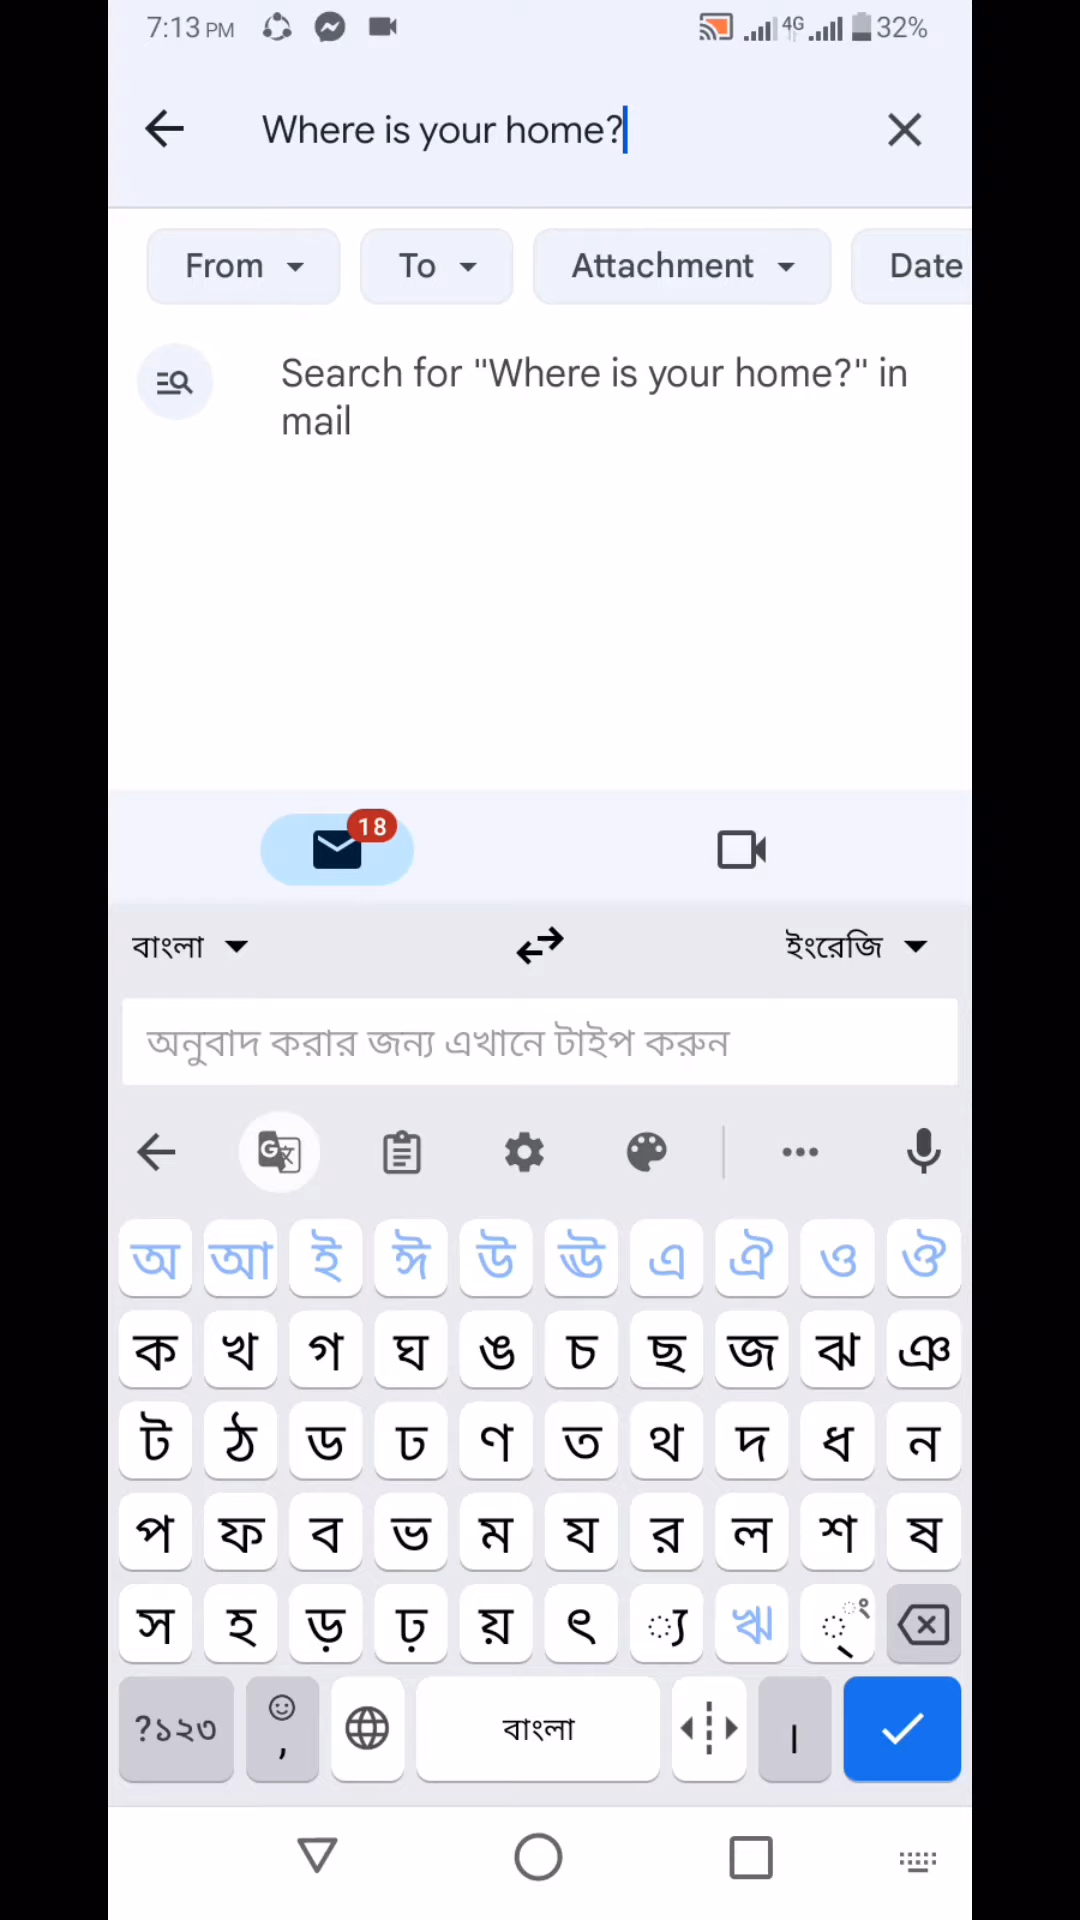 7:13 PM 4G 32%
Where is your home?
From To Attachment Date
Search for "Where is your home?" in
mail
18
বাংলা ইংরেজি
অনুবাদ করার জন্য এখানে টাইপ করুন
অ আ ই ঈ উ ঊ এ ঐ ও ঔ
ক খ গ ঘ ঙ চ ছ জ ঝ ঞ
ট ঠ ড ঢ ণ ত থ দ ধ ন
প ফ ব ভ ম য র ল শ ষ
স হ ড় ঢ় য় ৎ ্য ঋ ্ ং
?১২৩ , বাংলা ।